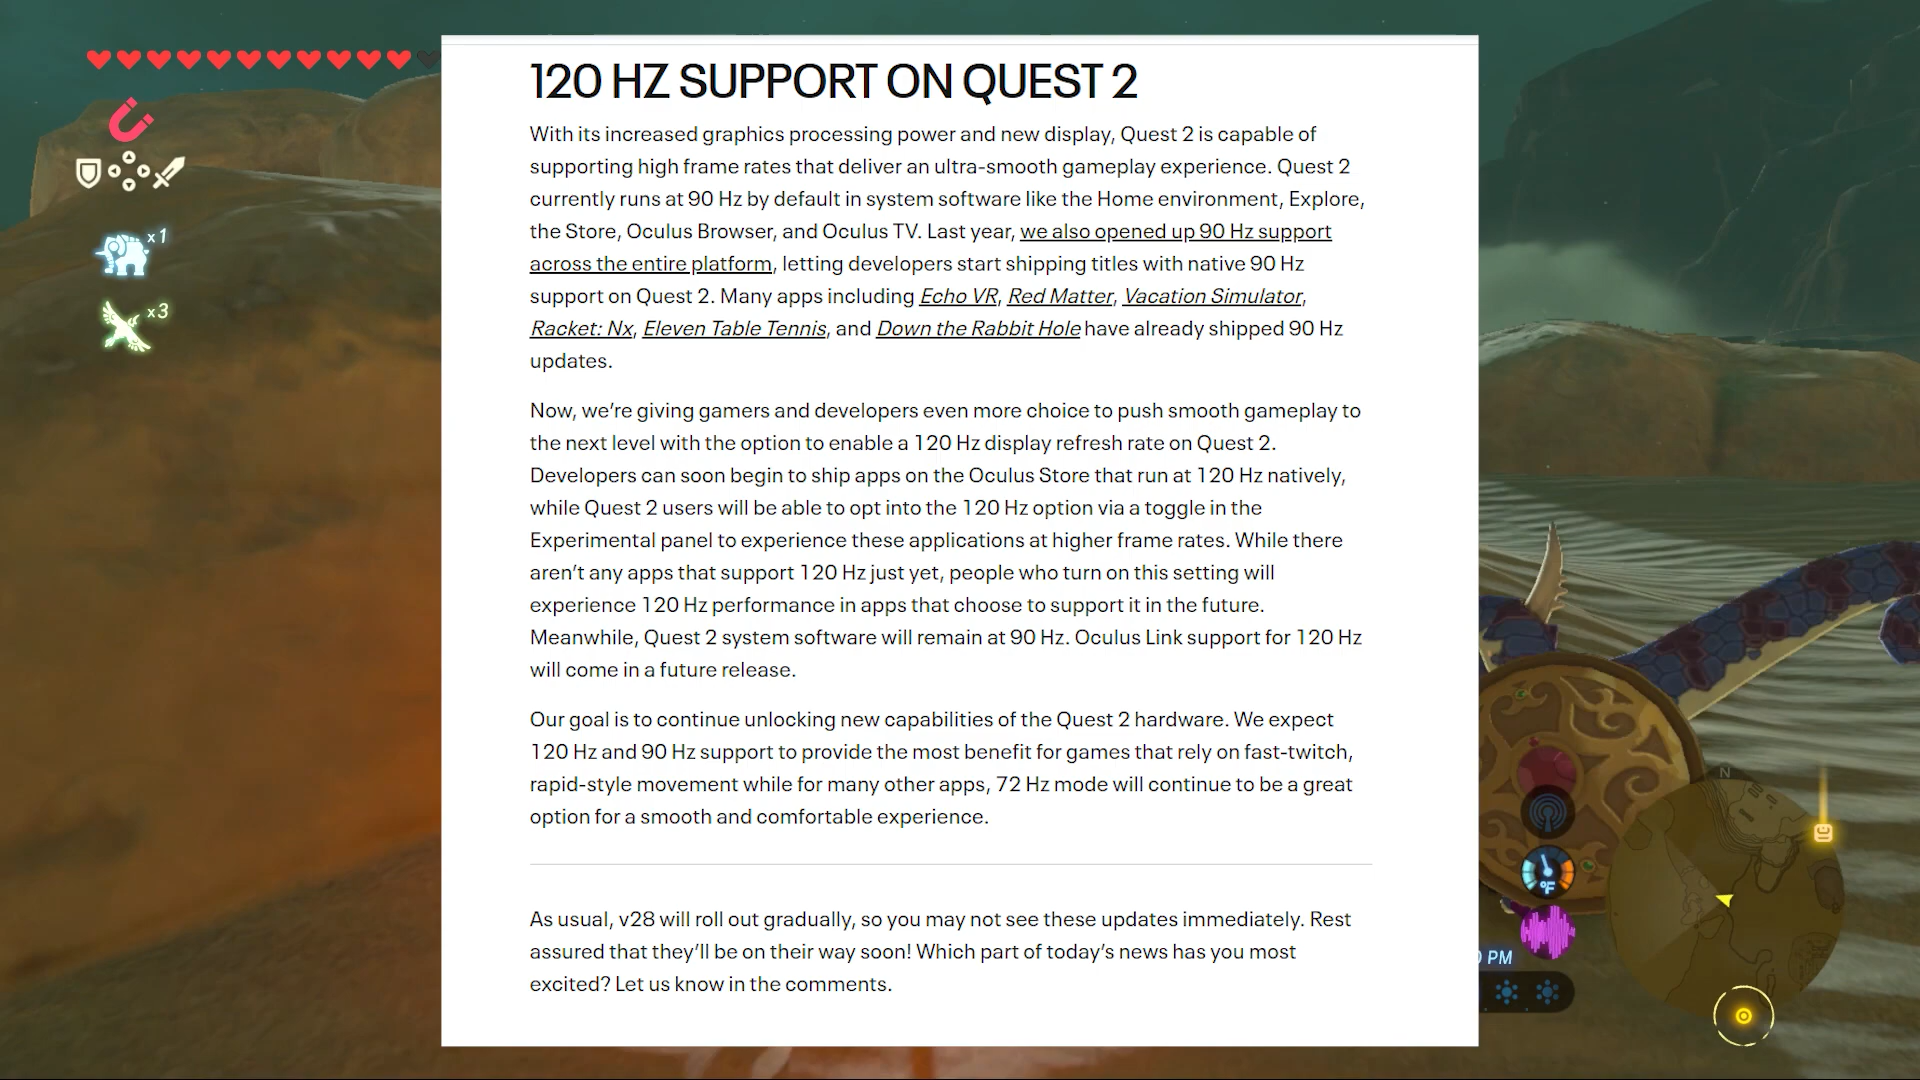 120 HZ SUPPORT ON QUEST 2
With its increased graphics processing power and new display, Quest 2 is capable of
supporting high frame rates that deliver an ultra-smooth gameplay experience. Quest 2
currently runs at 90 Hz by default in system software like the Home environment, Explore,
the Store, Oculus Browser, and Oculus TV. Last year, we also opened up 90 Hz support
across the entire platform, letting developers start shipping titles with native 90 Hz
support on Quest 2. Many apps including Echo VR, Red Matter, Vacation Simulator,
Racket: Nx, Eleven Table Tennis, and Down the Rabbit Hole have already shipped 90 Hz
updates.
Now, we’re giving gamers and developers even more choice to push smooth gameplay to
the next level with the option to enable a 120 Hz display refresh rate on Quest 2.
Developers can soon begin to ship apps on the Oculus Store that run at 120 Hz natively,
while Quest 2 users will be able to opt into the 120 Hz option via a toggle in the
Experimental panel to experience these applications at higher frame rates. While there
aren’t any apps that support 120 Hz just yet, people who turn on this setting will
experience 120 Hz performance in apps that choose to support it in the future.
Meanwhile, Quest 2 system software will remain at 90 Hz. Oculus Link support for 120 Hz
will come in a future release.
Our goal is to continue unlocking new capabilities of the Quest 2 hardware. We expect
120 Hz and 90 Hz support to provide the most benefit for games that rely on fast-twitch,
rapid-style movement while for many other apps, 72 Hz mode will continue to be a great
option for a smooth and comfortable experience.
As usual, v28 will roll out gradually, so you may not see these updates immediately. Rest
assured that they’ll be on their way soon! Which part of today’s news has you most
excited? Let us know in the comments.
x1
x3
N
°F
PM